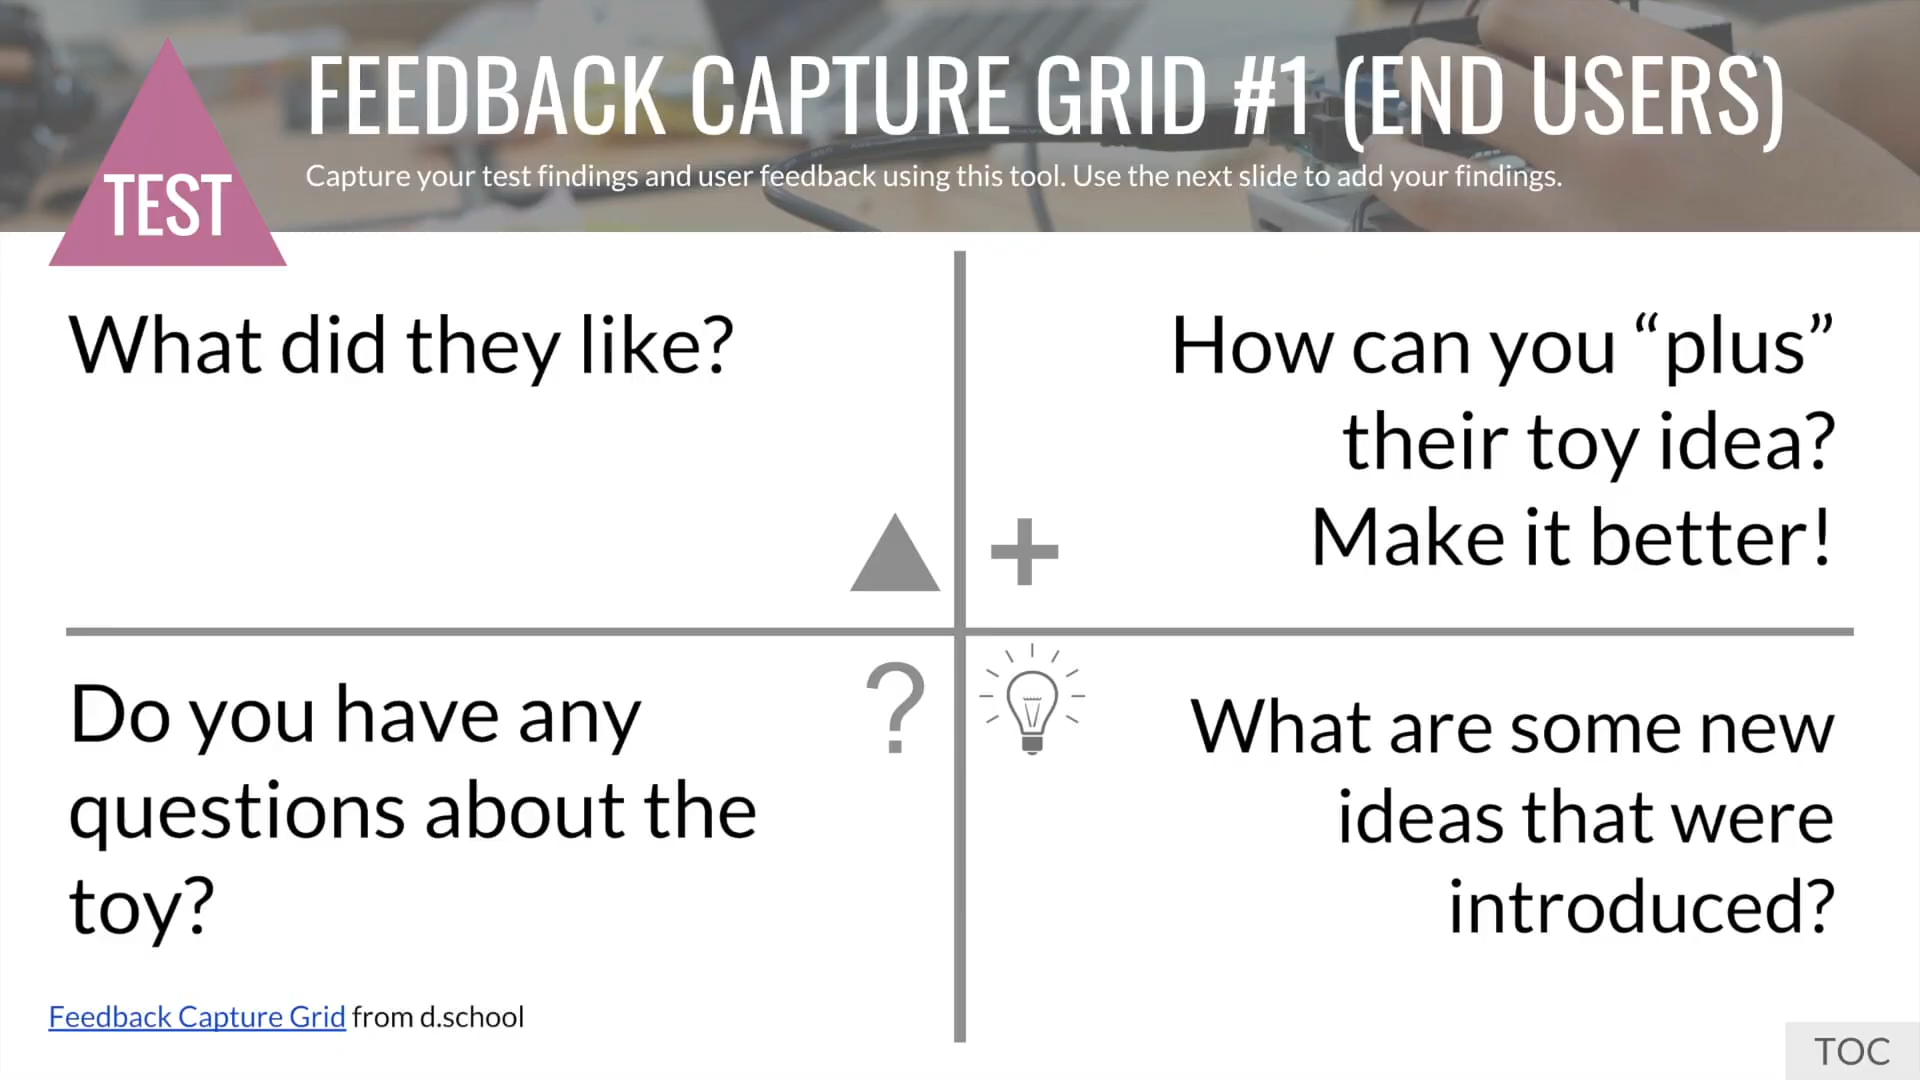 FEEDBACK CAPTURE GRID #1 (END USERS)
Capture your test findings and user feedback using this tool. Use the next slide to add your findings.
TEST
What did they like?
How can you “plus”
their toy idea?
Make it better!
Do you have any
questions about the
toy?
?
What are some new
ideas that were
introduced?
Feedback Capture Grid from d.school
TOC